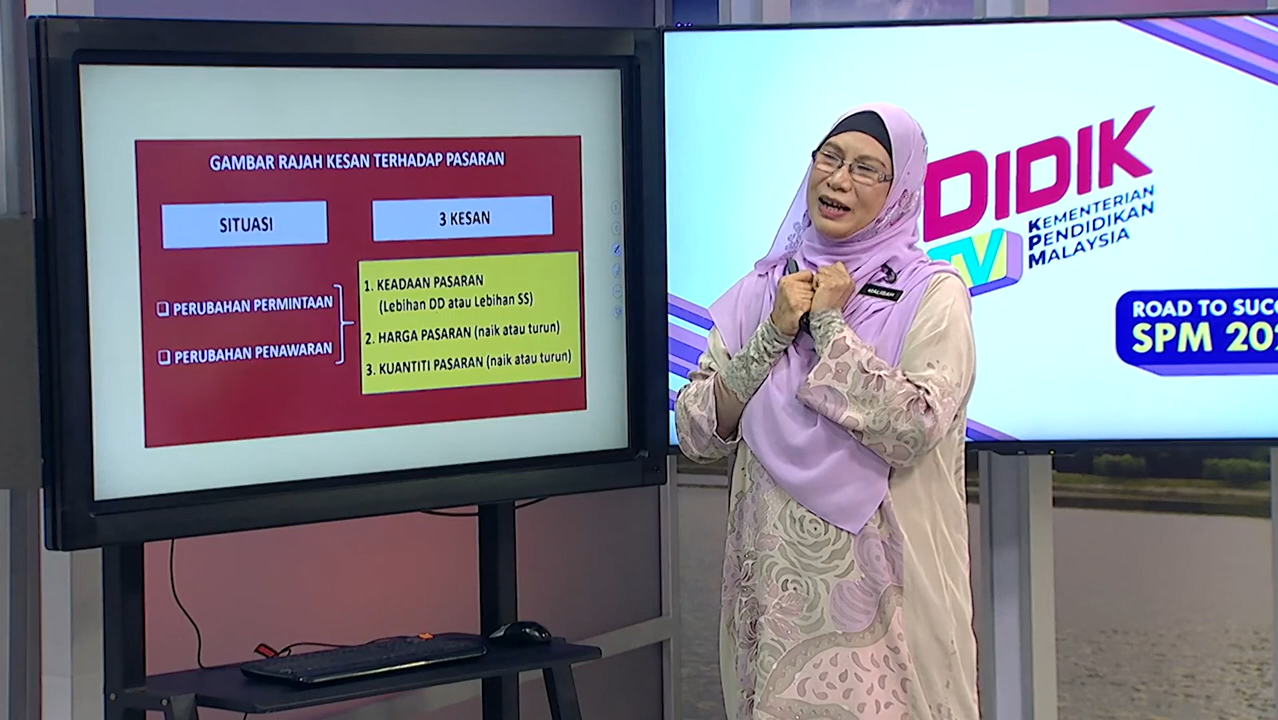 GAMBAR RAJAH KESAN TERHADAP PASARAN
SITUASI
3 KESAN
❑ PERUBAHAN PERMINTAAN
❑ PERUBAHAN PENAWARAN
1. KEADAAN PASARAN
(Lebihan DD atau Lebihan SS)
2. HARGA PASARAN (naik atau turun)
3. KUANTITI PASARAN (naik atau turun)
DIDIK
TV
KEMENTERIAN
PENDIDIKAN
MALAYSIA
ROAD TO
SPM